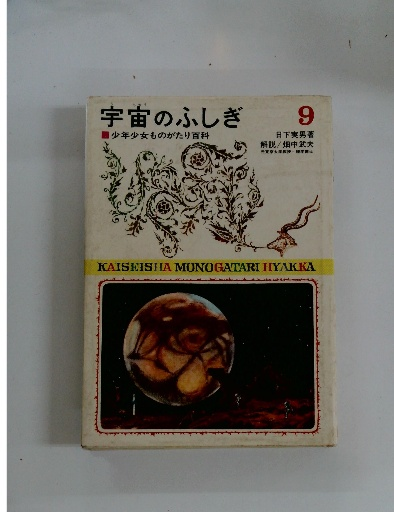 宇宙のふしぎ
9
■少年少女ものがたり百科
日下実男著
解説/畑中武夫
KAISEISHA MONOGATARI HYAKKA